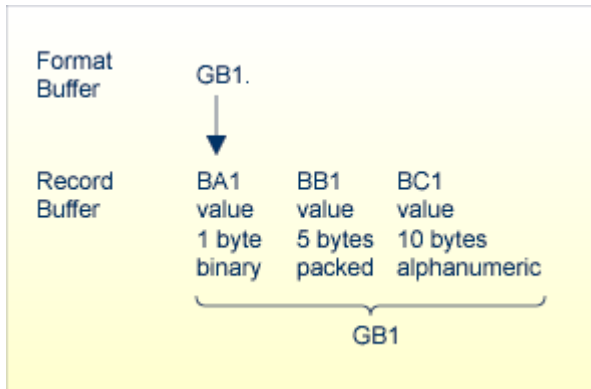 Format
Buffer
GB1.
Record
Buffer
BA1
value
1 byte
binary
BB1
value
5 bytes
packed
BC1
value
10 bytes
alphanumeric
GB1